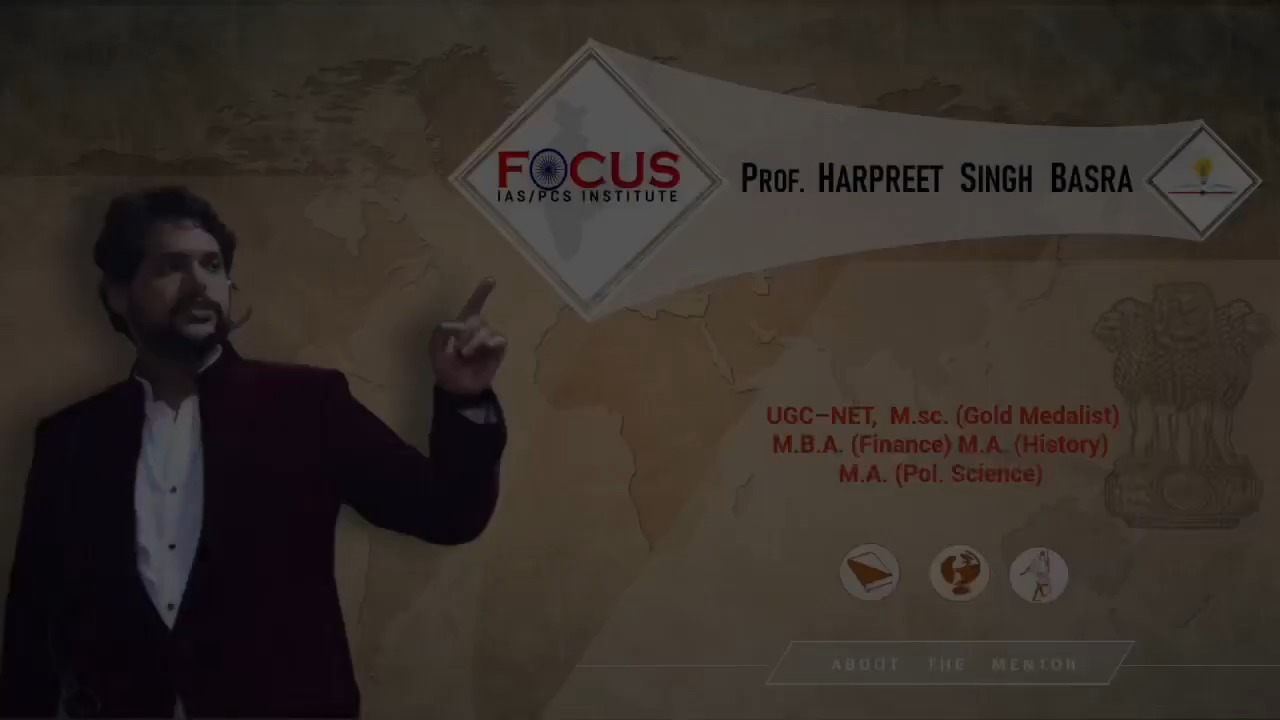 FOCUS
IAS/PCS INSTITUTE
PROF. HARPREET SINGH BASRA
UGC–NET, M.sc. (Gold Medalist)
M.B.A. (Finance) M.A. (History)
M.A. (Pol. Science)
ABOUT THE MENTOR